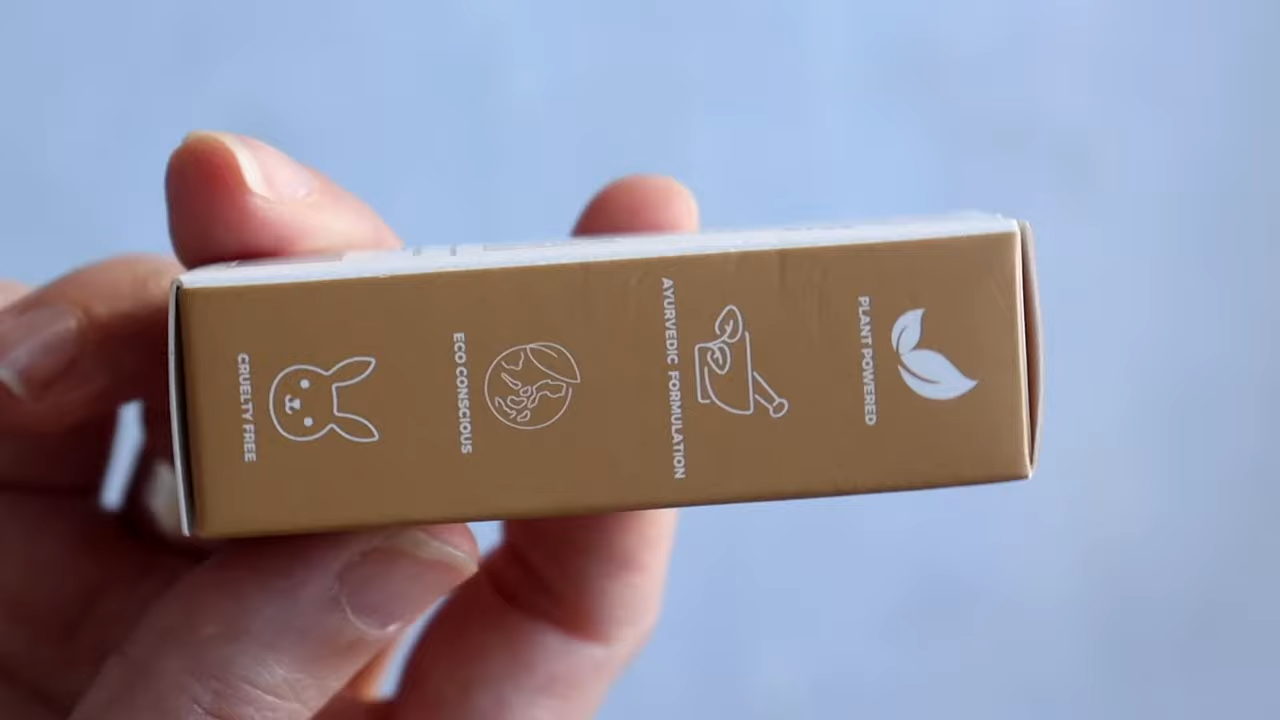 PLANT POWERED
AYURVEDIC FORMULATION
ECO CONSCIOUS
CRUELTY FREE